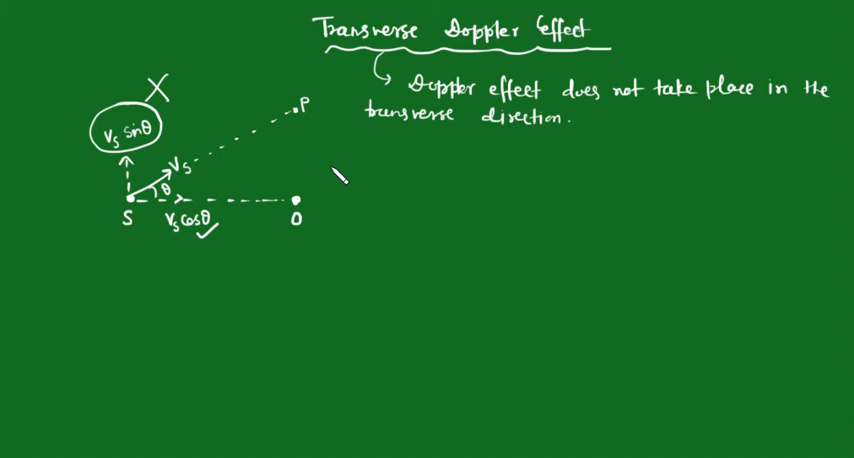 Transverse Doppler Effect
Doppler effect does not take place in the
transverse direction.
X
Vs sinθ
P
Vs
θ
S
Vs cosθ
O